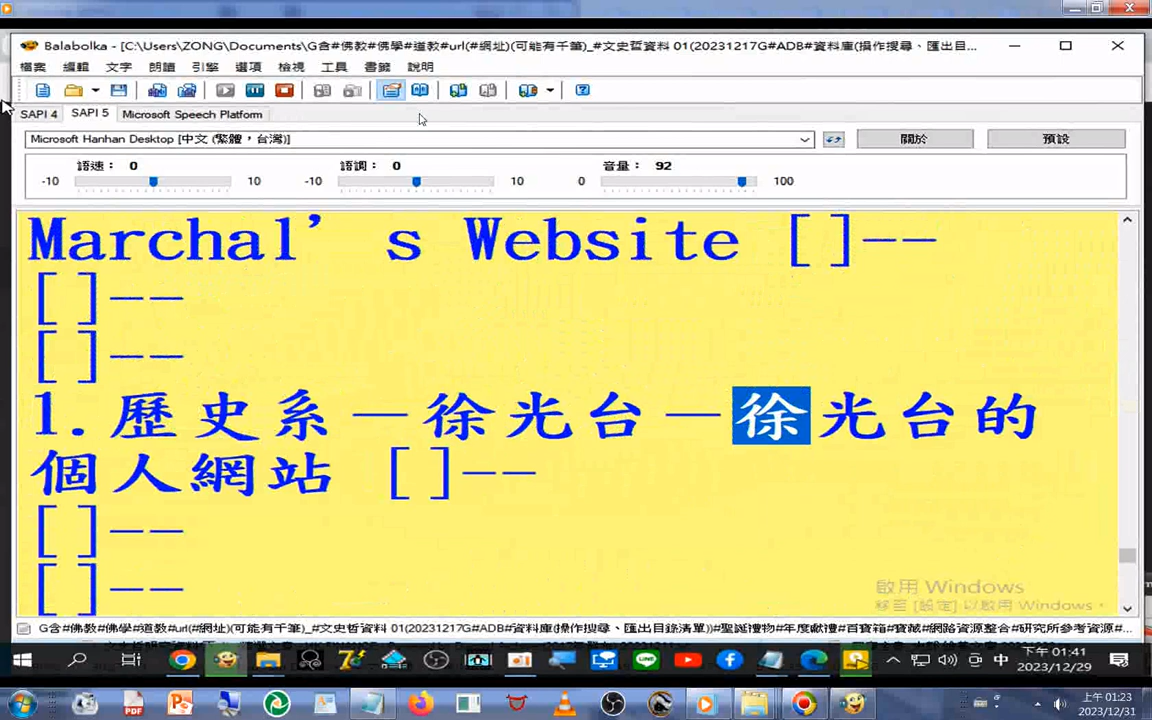 Balabolka - [C:\Users\ZONG\Documents\G含#佛教#佛學#道教#url(#網址)(可能有千筆)_#文史哲資料 01(20231217G#ADB#資料庫(操作搜尋、匯出目...
檔案 編輯 文字 朗讀 引擎 選項 檢視 工具 書籤 說明
SAPI 4 SAPI 5 Microsoft Speech Platform
Microsoft Hanhan Desktop [中文 (繁體，台灣)] 關於 預設
語速： 0 語調： 0 音量： 92
-10 10 -10 10 0 100
Marchal’s Website []--
[]--
[]--
1.歷史系－徐光台－徐光台的
個人網站 []--
[]--
[]--
啟用 Windows
移至 [設定] 以啟用 Windows。
G含#佛教#佛學#道教#url(#網址)(可能有千筆)_#文史哲資料 01(20231217G#ADB#資料庫(操作搜尋、匯出目錄清單))#聖誕禮物#年度獻禮#百寶箱#寶藏#網路資源整合#研究所參考資源#...
中 下午 01:41
2023/12/29
上午 01:23
2023/12/31